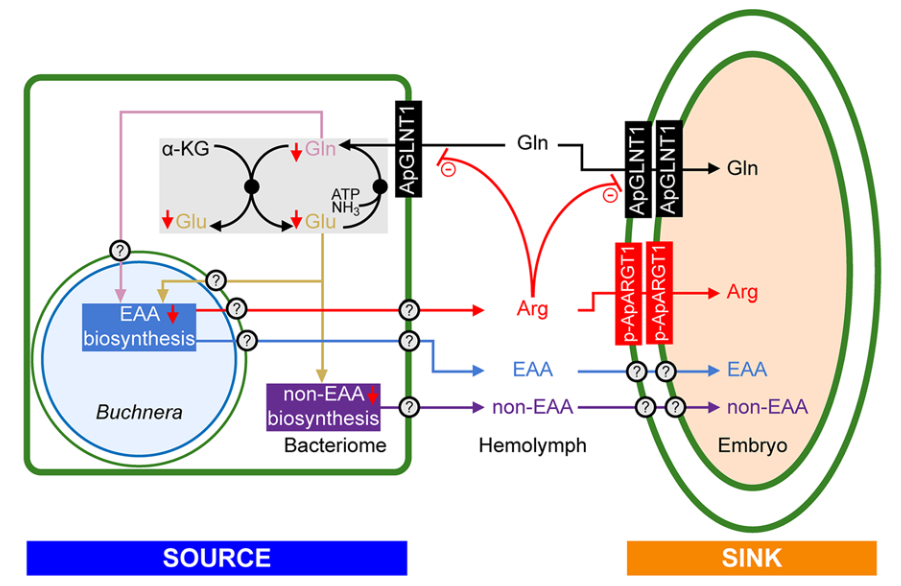 ApGLNT1
Gln
ApGLNT1
ApGLNT1
Gln
α-KG
Gln
ATP
NH3
Glu
Glu
?
?
?
?
?
?
?
EAA
biosynthesis
non-EAA
biosynthesis
Buchnera
Bacteriome
⊖
⊖
Arg
EAA
non-EAA
Hemolymph
p-ApARGT1
p-ApARGT1
?
?
?
?
Arg
EAA
non-EAA
Embryo
SOURCE
SINK